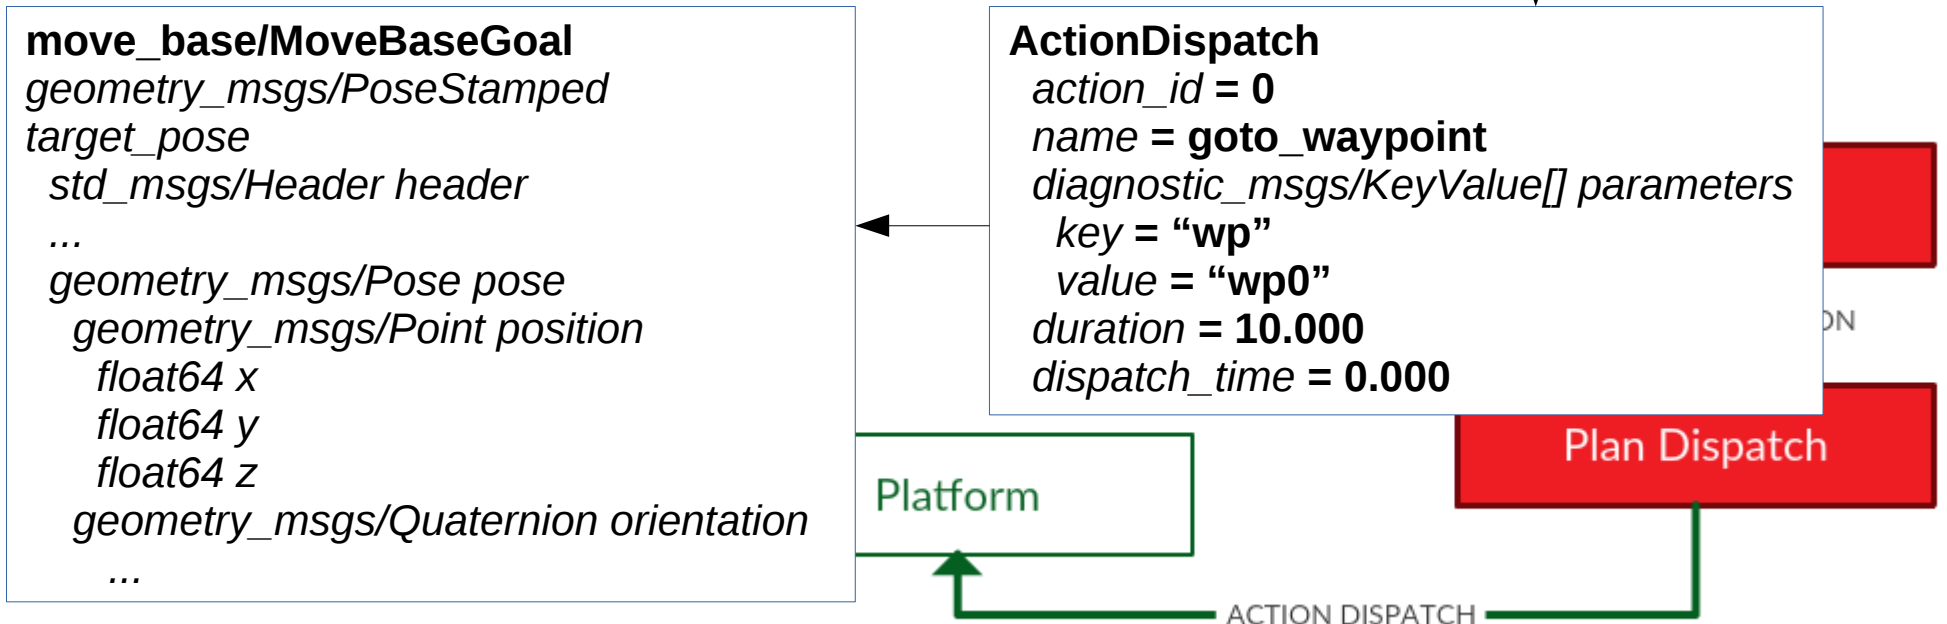 move_base/MoveBaseGoal
geometry_msgs/PoseStamped
target_pose
std_msgs/Header header
...
geometry_msgs/Pose pose
geometry_msgs/Point position
float64 x
float64 y
float64 z
geometry_msgs/Quaternion orientation
...
ActionDispatch
action_id = 0
name = goto_waypoint
diagnostic_msgs/KeyValue[] parameters
key = “wp”
value = “wp0”
duration = 10.000
dispatch_time = 0.000
Plan Dispatch
Platform
ACTION DISPATCH